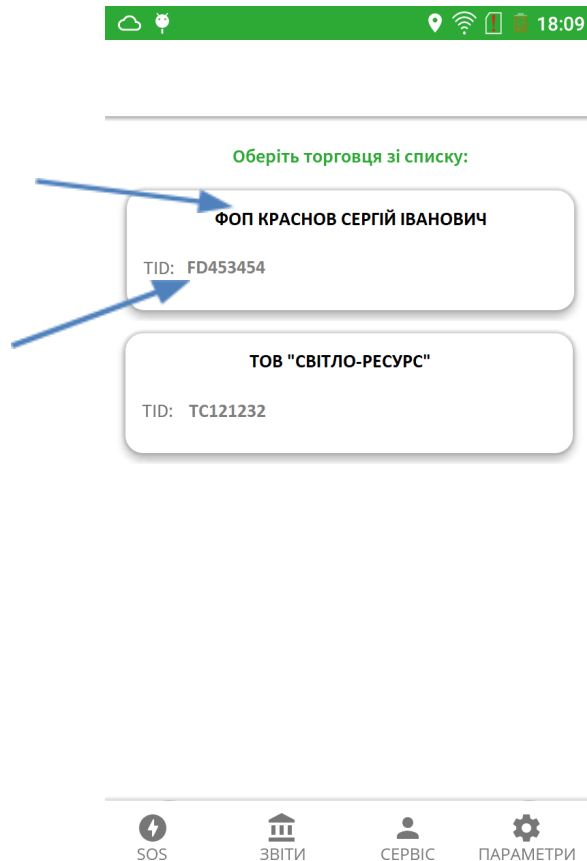 18:09
Оберіть торговця зі списку:
ФОП КРАСНОВ СЕРГІЙ ІВАНОВИЧ
TID: FD453454
ТОВ "СВІТЛО-РЕСУРС"
TID: TC121232
SOS ЗВІТИ СЕРВІС ПАРАМЕТРИ